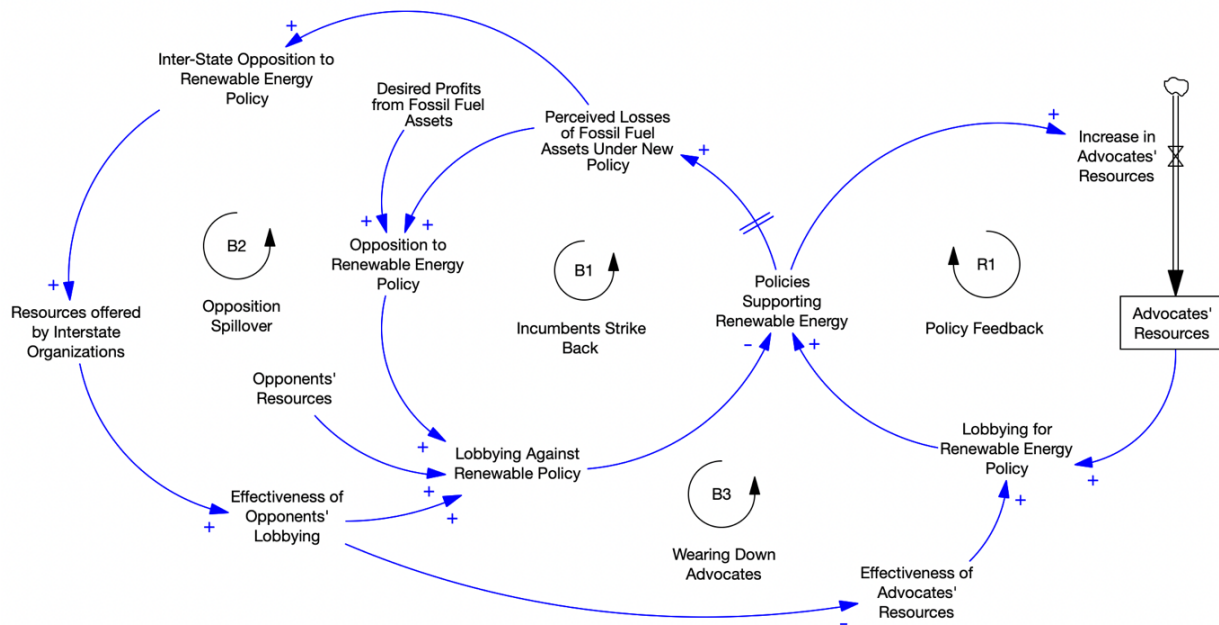 Inter-State Opposition to
Renewable Energy
Policy
Desired Profits
from Fossil Fuel
Assets
Perceived Losses
of Fossil Fuel
Assets Under New
Policy
Increase in
Advocates'
Resources
+
+
+
+
+
B2
Opposition
Spillover
Opposition to
Renewable Energy
Policy
B1
Incumbents Strike
Back
Policies
Supporting
Renewable Energy
R1
Policy Feedback
Advocates'
Resources
+
Resources offered
by Interstate
Organizations
-
+
Opponents'
Resources
Lobbying Against
Renewable Policy
+
+
+
Lobbying for
Renewable Energy
Policy
+
+
Effectiveness of
Opponents'
Lobbying
+
B3
Wearing Down
Advocates
Effectiveness of
Advocates'
Resources
-